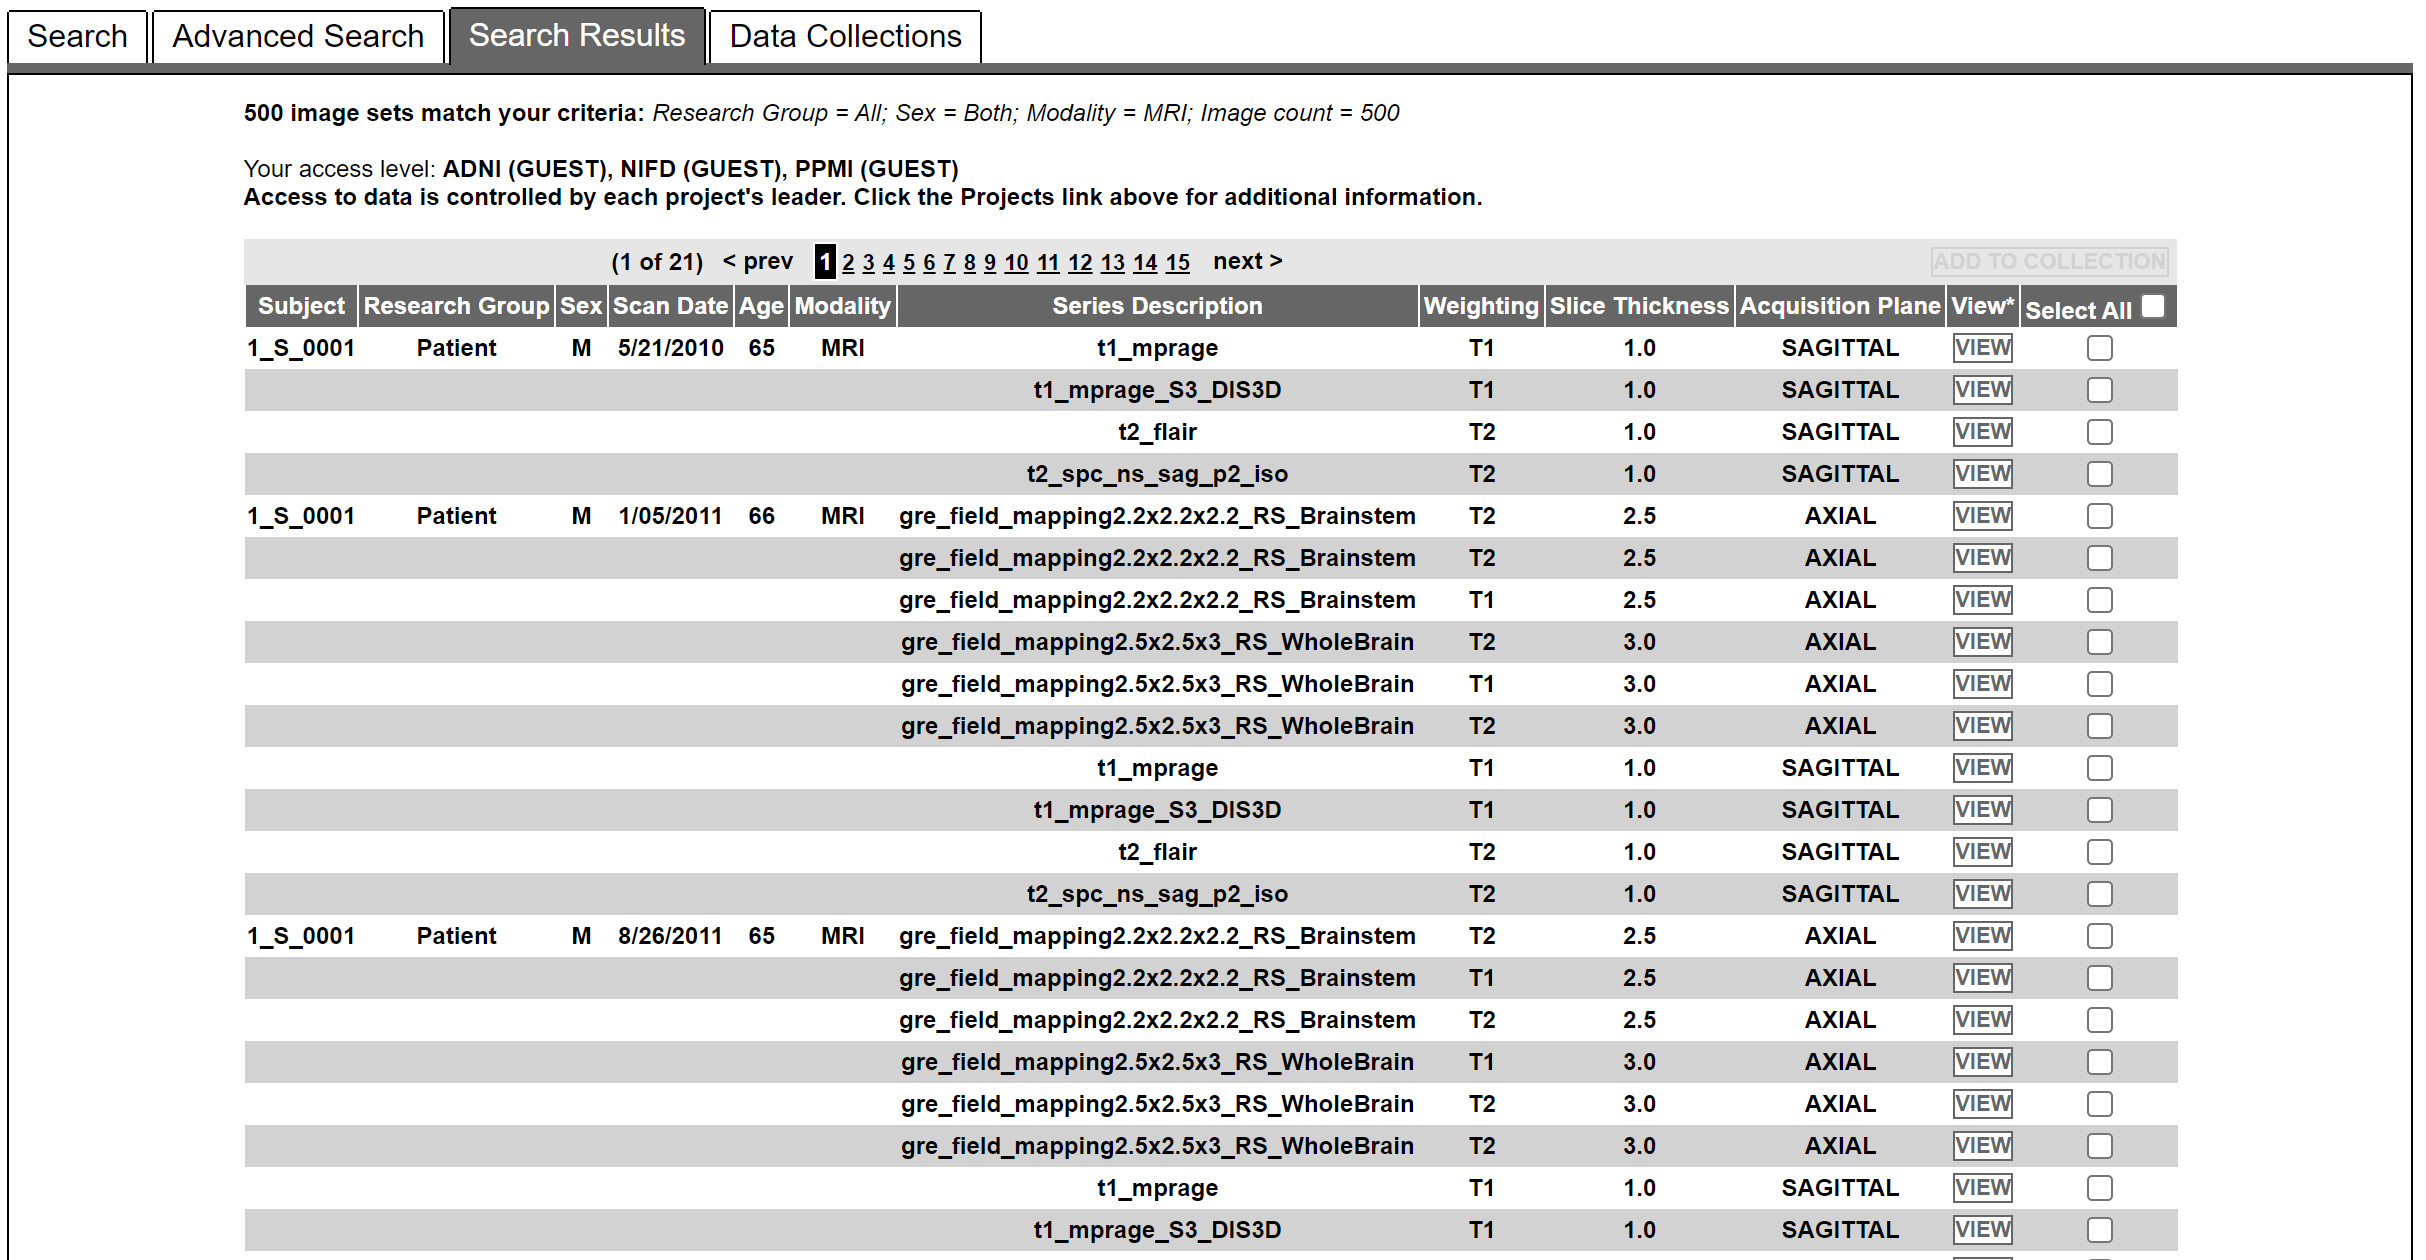 Search Advanced Search Search Results Data Collections
500 image sets match your criteria: Research Group = All; Sex = Both; Modality = MRI; Image count = 500
Your access level: ADNI (GUEST), NIFD (GUEST), PPMI (GUEST)
Access to data is controlled by each project's leader. Click the Projects link above for additional information.
(1 of 21) < prev 1 2 3 4 5 6 7 8 9 10 11 12 13 14 15 next > ADD TO COLLECTION
Subject Research Group Sex Scan Date Age Modality Series Description Weighting Slice Thickness Acquisition Plane View* Select All
1_S_0001 Patient M 5/21/2010 65 MRI t1_mprage T1 1.0 SAGITTAL VIEW
t1_mprage_S3_DIS3D T1 1.0 SAGITTAL VIEW
t2_flair T2 1.0 SAGITTAL VIEW
t2_spc_ns_sag_p2_iso T2 1.0 SAGITTAL VIEW
1_S_0001 Patient M 1/05/2011 66 MRI gre_field_mapping2.2x2.2x2.2_RS_Brainstem T2 2.5 AXIAL VIEW
gre_field_mapping2.2x2.2x2.2_RS_Brainstem T2 2.5 AXIAL VIEW
gre_field_mapping2.2x2.2x2.2_RS_Brainstem T1 2.5 AXIAL VIEW
gre_field_mapping2.5x2.5x3_RS_WholeBrain T2 3.0 AXIAL VIEW
gre_field_mapping2.5x2.5x3_RS_WholeBrain T1 3.0 AXIAL VIEW
gre_field_mapping2.5x2.5x3_RS_WholeBrain T2 3.0 AXIAL VIEW
t1_mprage T1 1.0 SAGITTAL VIEW
t1_mprage_S3_DIS3D T1 1.0 SAGITTAL VIEW
t2_flair T2 1.0 SAGITTAL VIEW
t2_spc_ns_sag_p2_iso T2 1.0 SAGITTAL VIEW
1_S_0001 Patient M 8/26/2011 65 MRI gre_field_mapping2.2x2.2x2.2_RS_Brainstem T2 2.5 AXIAL VIEW
gre_field_mapping2.2x2.2x2.2_RS_Brainstem T1 2.5 AXIAL VIEW
gre_field_mapping2.2x2.2x2.2_RS_Brainstem T2 2.5 AXIAL VIEW
gre_field_mapping2.5x2.5x3_RS_WholeBrain T1 3.0 AXIAL VIEW
gre_field_mapping2.5x2.5x3_RS_WholeBrain T2 3.0 AXIAL VIEW
gre_field_mapping2.5x2.5x3_RS_WholeBrain T2 3.0 AXIAL VIEW
t1_mprage T1 1.0 SAGITTAL VIEW
t1_mprage_S3_DIS3D T1 1.0 SAGITTAL VIEW